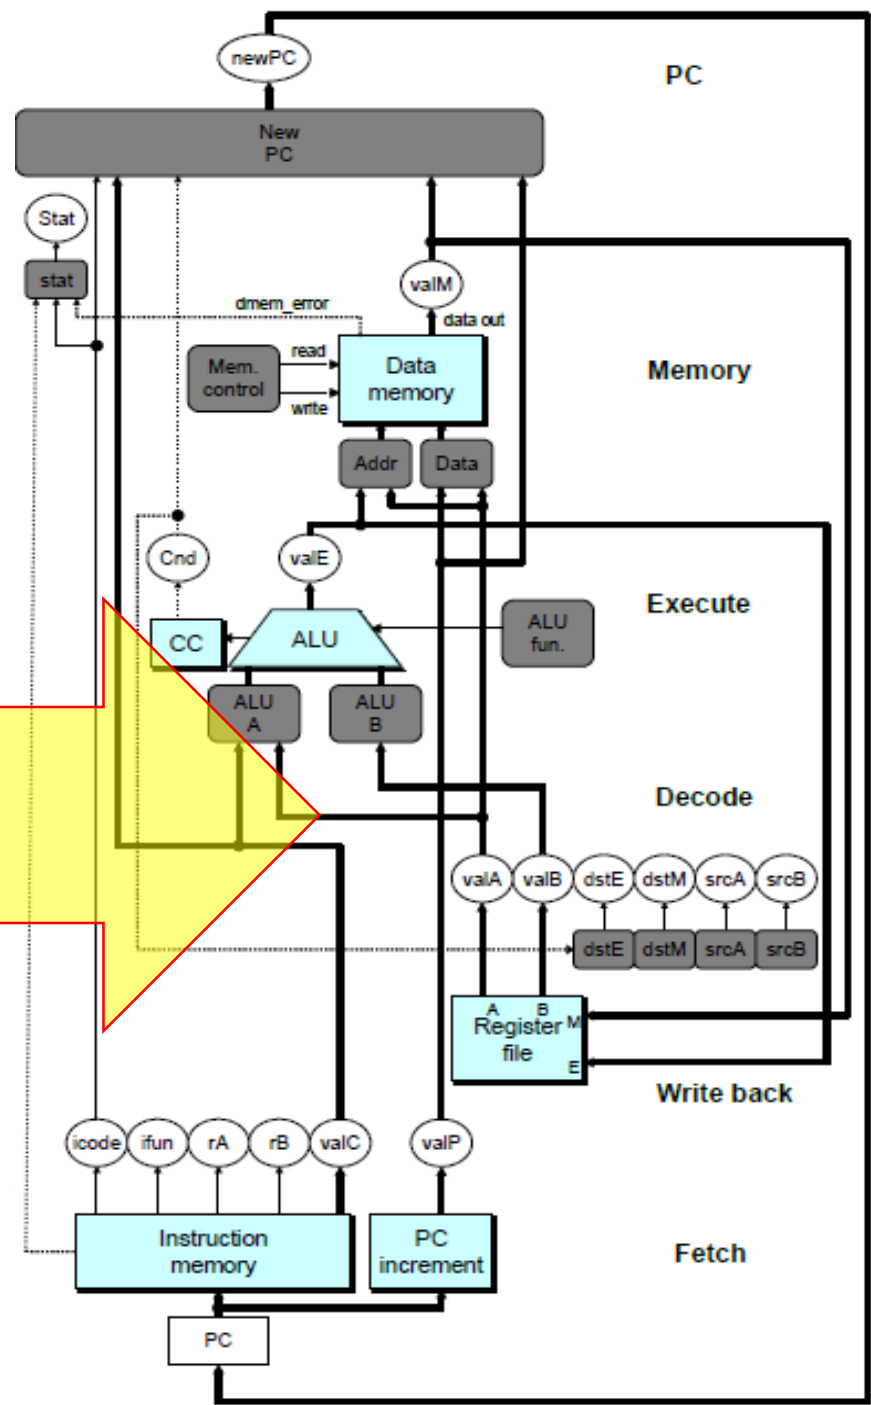 newPC
PC
New
PC
Stat
stat
valM
dmem_error
data out
read
Mem.
control
write
Data
memory
Memory
Addr
Data
Cnd
valE
Execute
CC
ALU
ALU
fun.
ALU
A
ALU
B
Decode
valA
valB
dstE
dstM
srcA
srcB
dstE
dstM
srcA
srcB
A
B
Register
file
M
E
Write back
icode
ifun
rA
rB
valC
valP
Instruction
memory
PC
increment
Fetch
PC